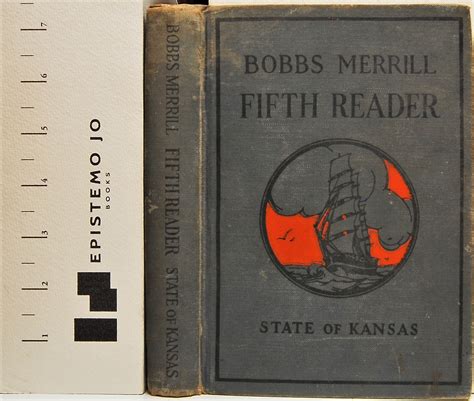 7
6
5
4
3
2
1
EPISTEMO JO
BOOKS
BOBBS MERRILL FIFTH READER STATE OF KANSAS
BOBBS MERRILL
FIFTH READER
STATE OF KANSAS